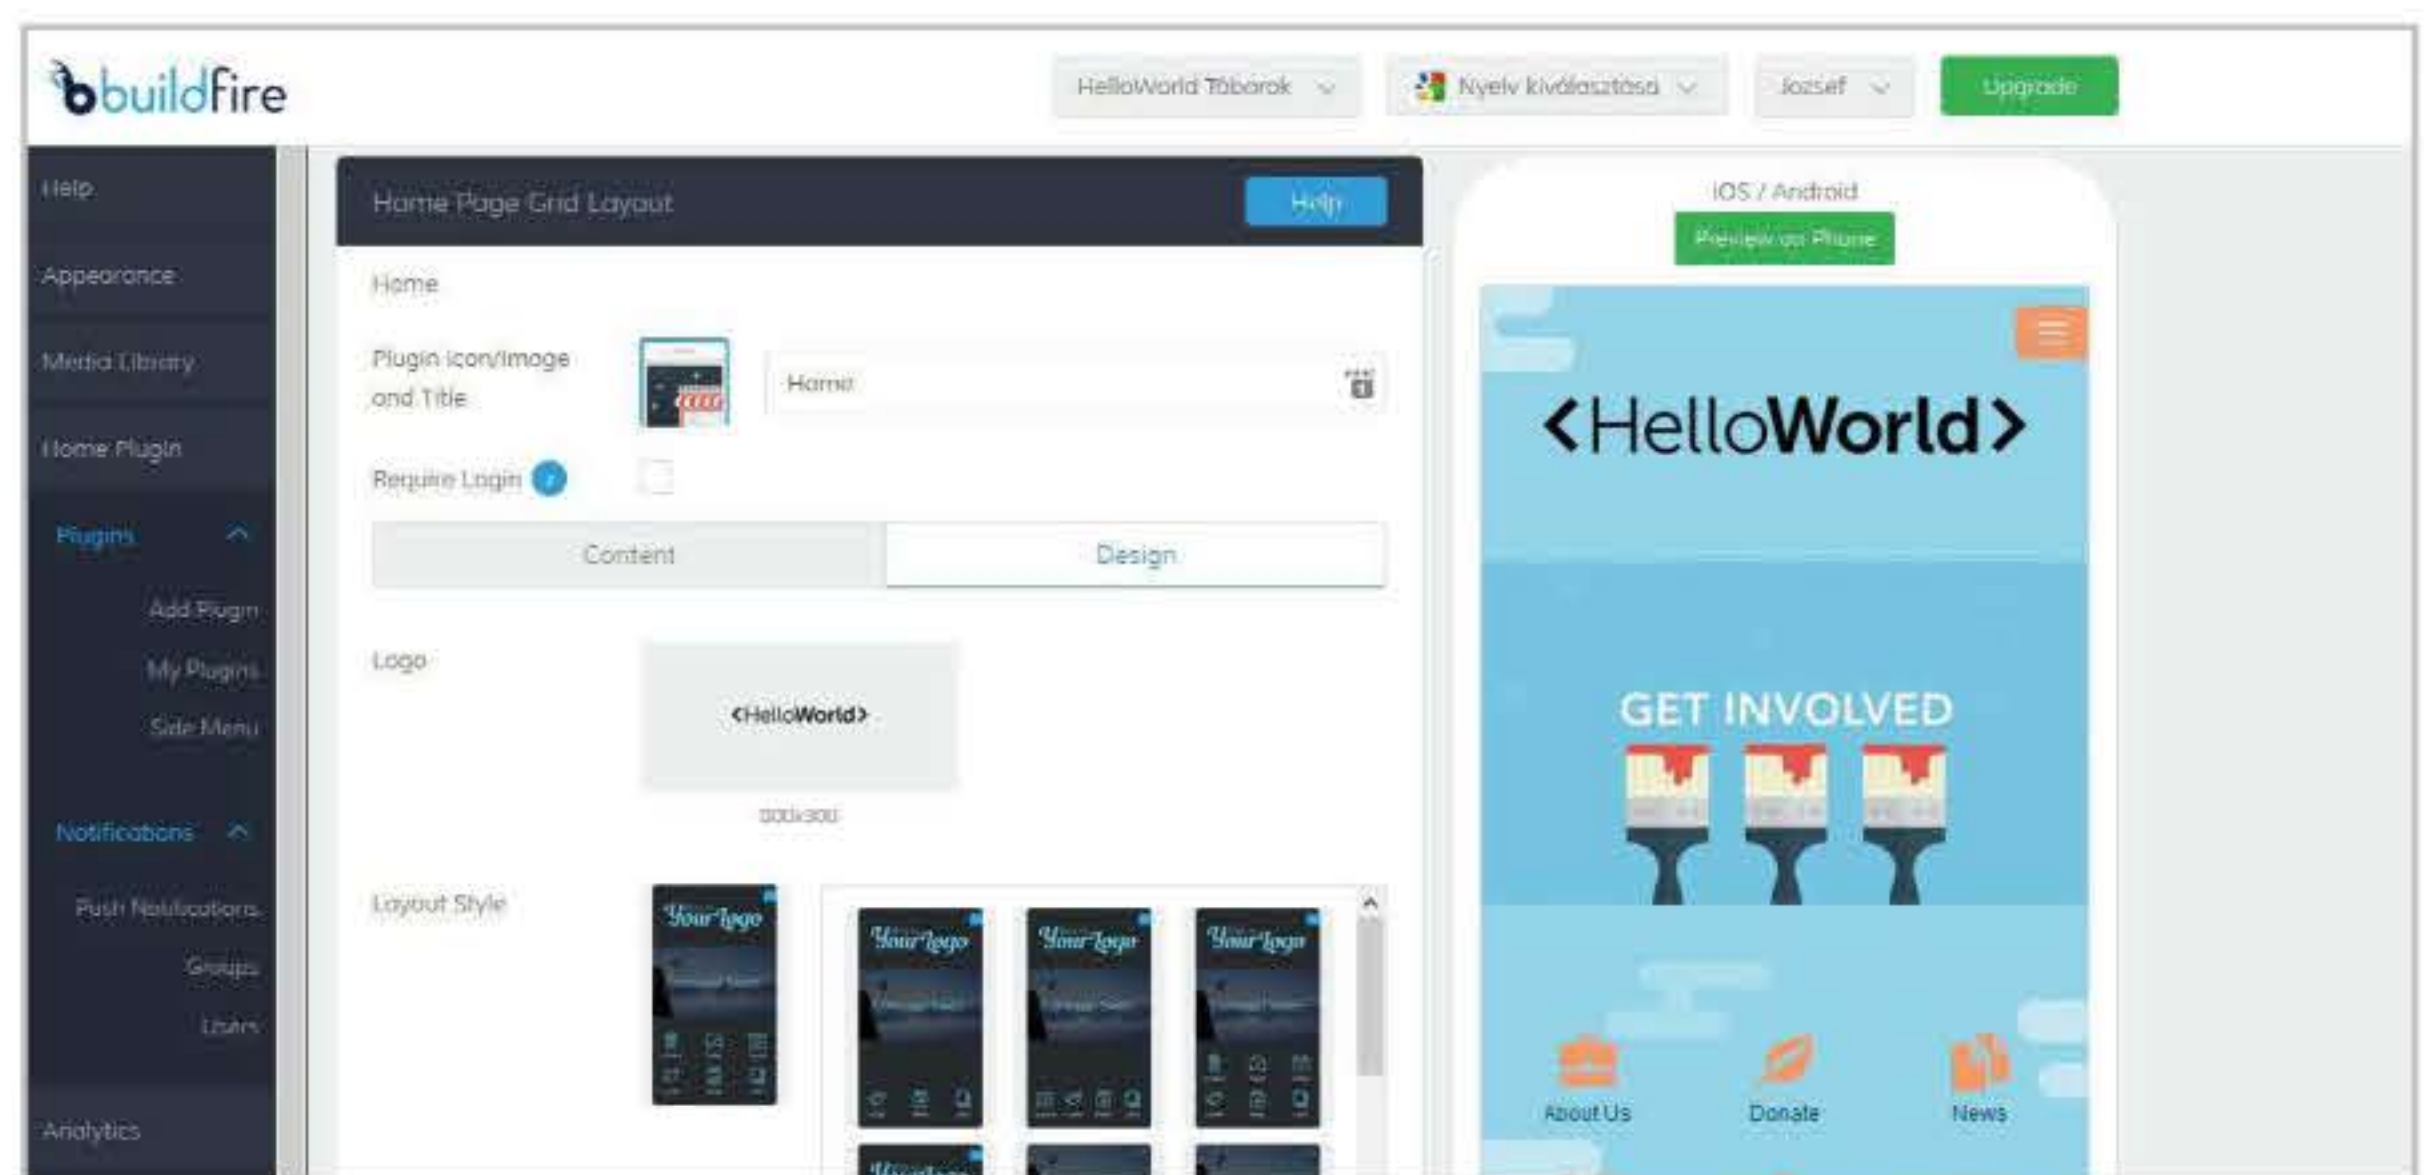 buildfire
HelloWorld Táborok
Nyelv kiválasztása
József
Upgrade
Help
Appearance
Media Library
Home Plugin
Plugins
Add Plugin
My Plugins
Side Menu
Notifications
Push Notifications
Groups
Users
Analytics
Home Page Grid Layout
Help
Home
Plugin Icon/Image
and Title
Home
Require Login
Content
Design
Logo
<HelloWorld>
Layout Style
Your Logo
Your Logo
Your Logo
Your Logo
iOS / Android
Preview on Phone
<HelloWorld>
GET INVOLVED
About Us
Donate
News